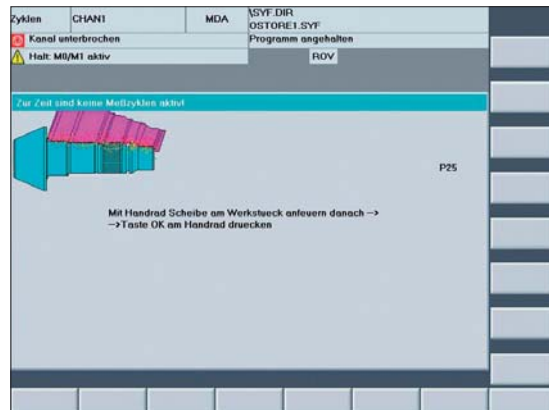 Zyklen CHAN1 MDA \SYF.DIR
OSTORE1.SYF
Kanal unterbrochen Programm angehalten
Halt: M0/M1 aktiv ROV
Zur Zeit sind keine Meßzyklen aktiv!
P25
Mit Handrad Scheibe am Werkstueck anfeuern danach -->
-->Taste OK am Handrad druecken